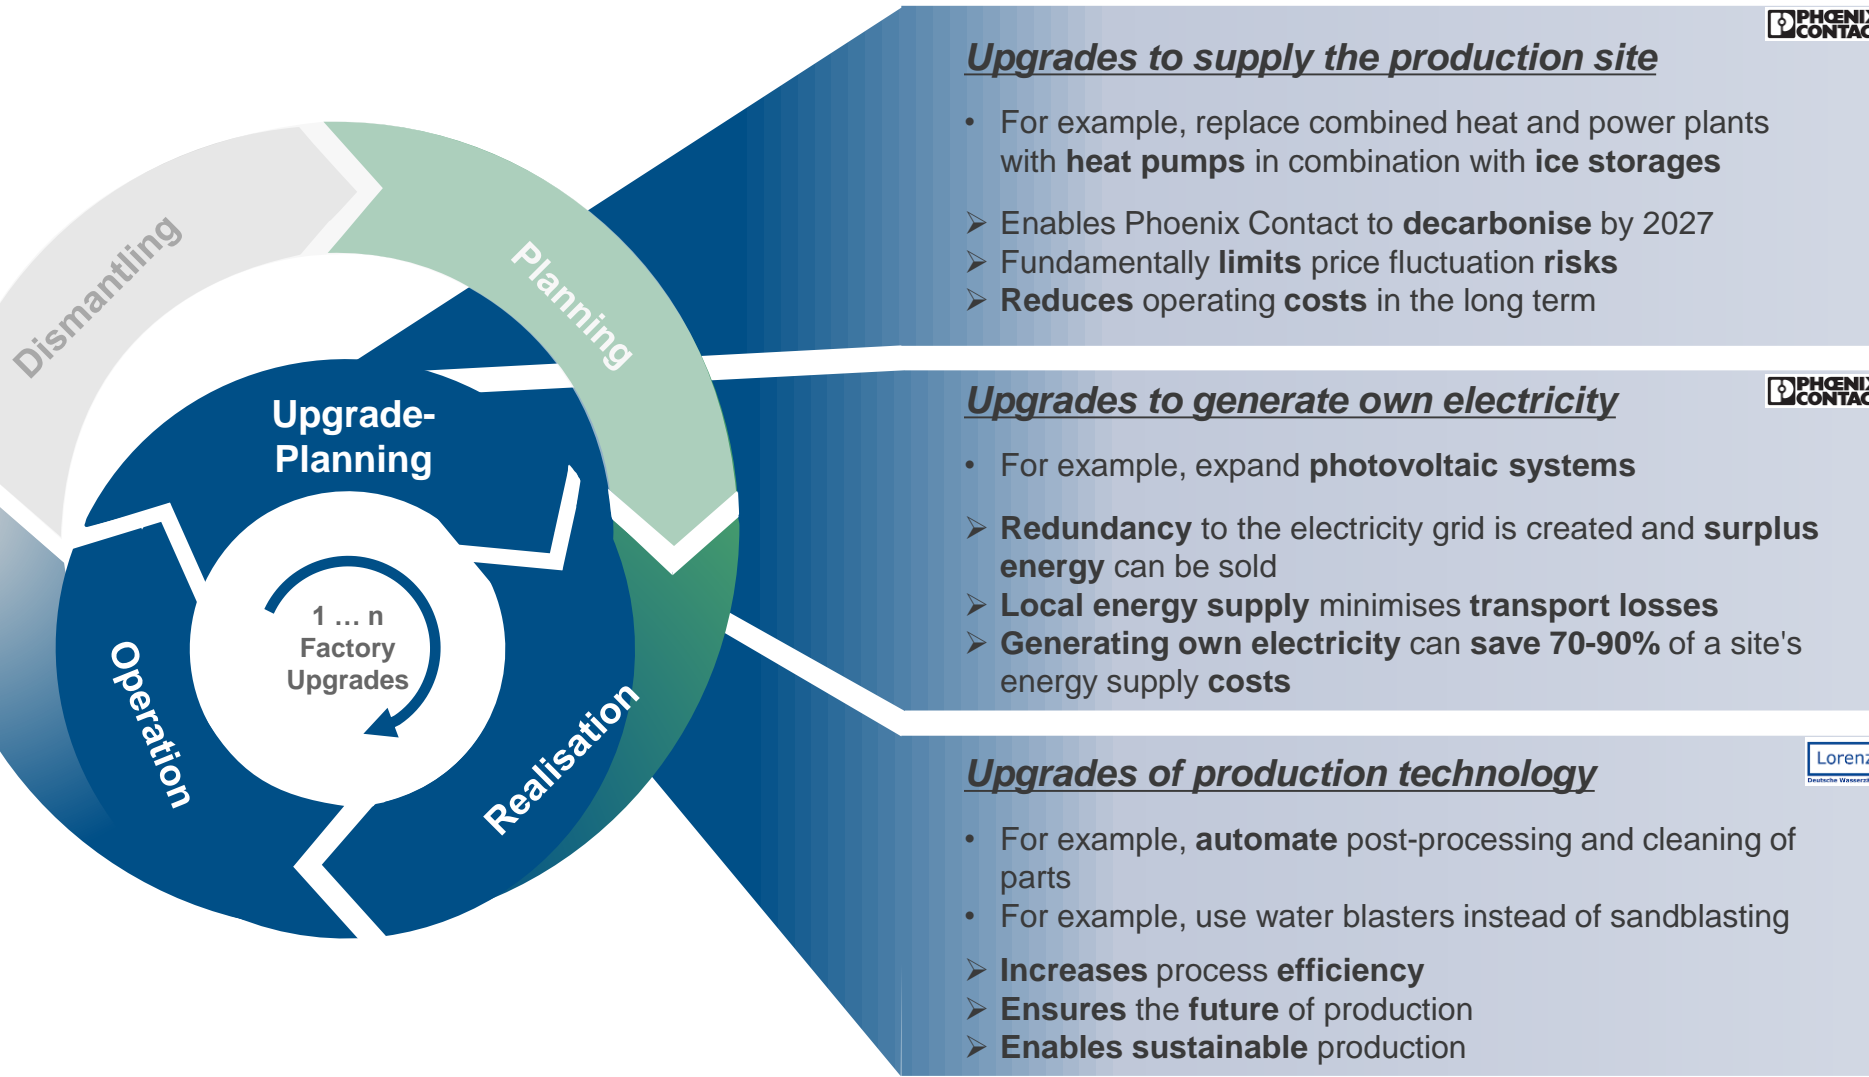 Dismantling
Planning
Upgrade-
Planning
Operation
Realisation
1 … n
Factory
Upgrades
PHŒNIX
CONTAC
Upgrades to supply the production site
• For example, replace combined heat and power plants
with heat pumps in combination with ice storages
➢ Enables Phoenix Contact to decarbonise by 2027
➢ Fundamentally limits price fluctuation risks
➢ Reduces operating costs in the long term
PHŒNIX
CONTAC
Upgrades to generate own electricity
• For example, expand photovoltaic systems
➢ Redundancy to the electricity grid is created and surplus
energy can be sold
➢ Local energy supply minimises transport losses
➢ Generating own electricity can save 70-90% of a site's
energy supply costs
Lorenz
Deutsche
Upgrades of production technology
• For example, automate post-processing and cleaning of
parts
• For example, use water blasters instead of sandblasting
➢ Increases process efficiency
➢ Ensures the future of production
➢ Enables sustainable production